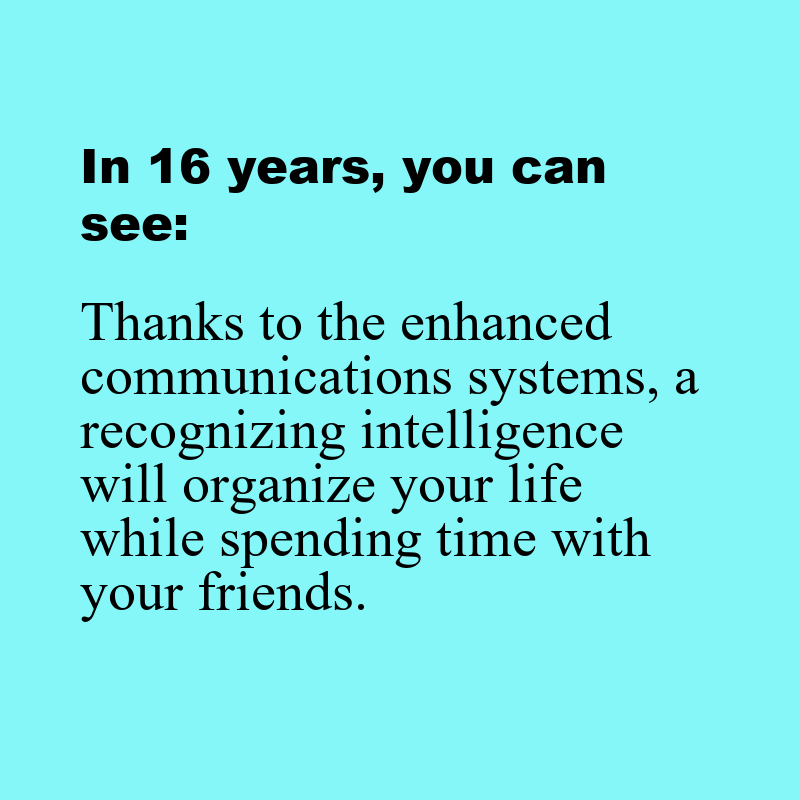 In 16 years, you can
see:
Thanks to the enhanced
communications systems, a
recognizing intelligence
will organize your life
while spending time with
your friends.